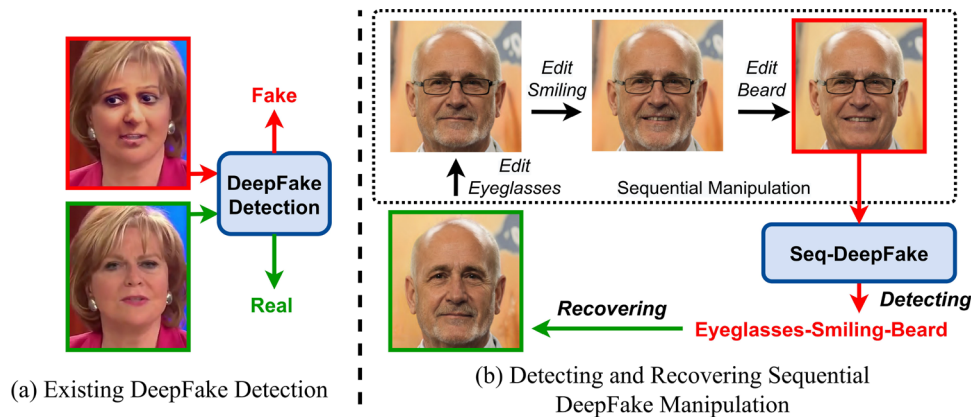 Fake
DeepFake
Detection
Real
(a) Existing DeepFake Detection
Edit
Smiling
Edit
Beard
Edit
Eyeglasses
Sequential Manipulation
Seq-DeepFake
Detecting
Eyeglasses-Smiling-Beard
Recovering
(b) Detecting and Recovering Sequential
DeepFake Manipulation